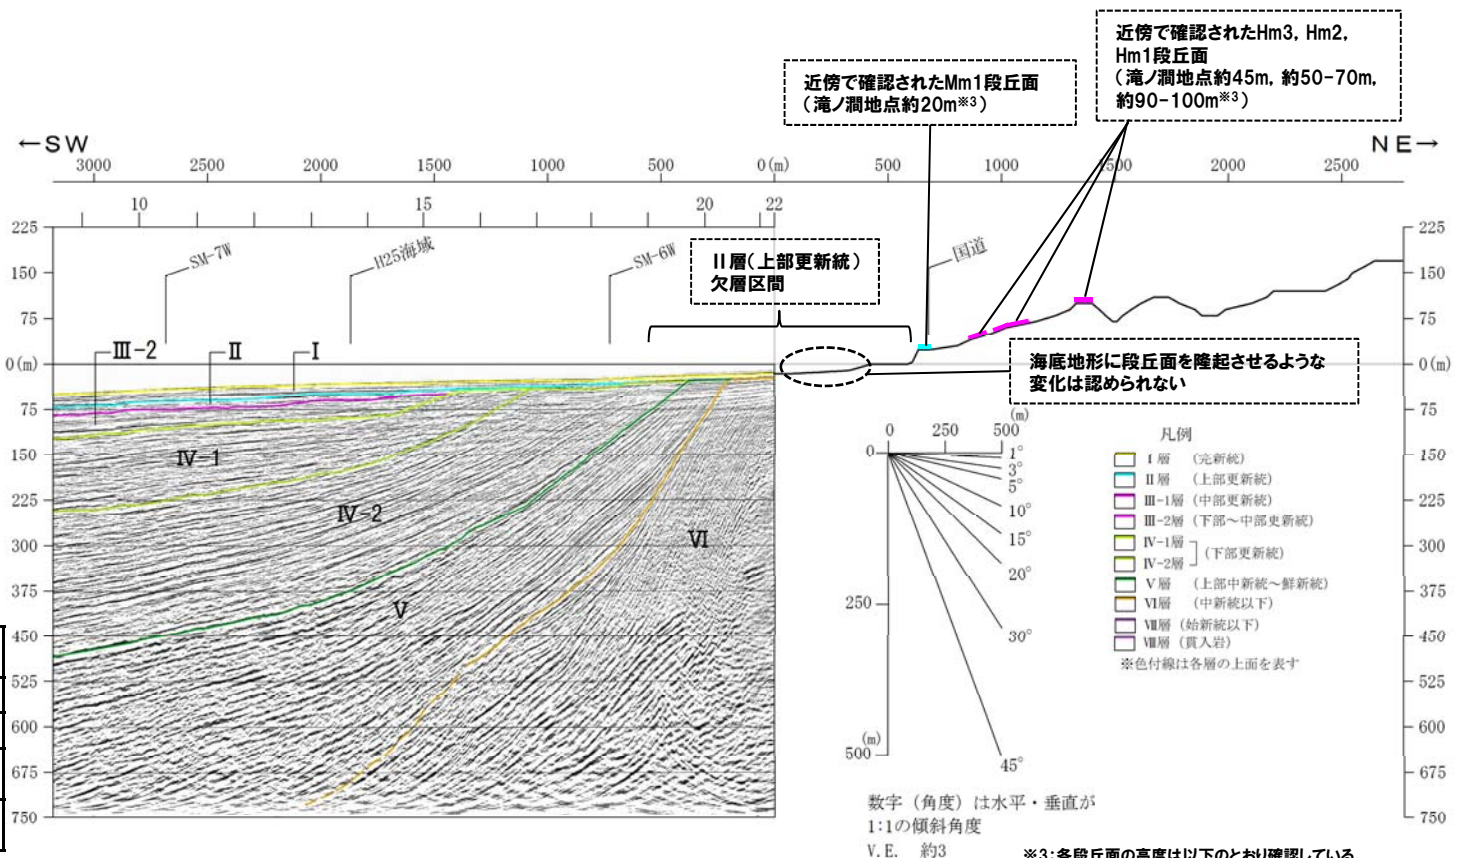 近傍で確認されたHm3, Hm2,
Hm1段丘面
(滝ノ澗地点約45m, 約50-70m,
約90-100m※3)
近傍で確認されたMm1段丘面
(滝ノ澗地点約20m※3)
←SW
NE→
3000 2500 2000 1500 1000 500 0(m) 500 1000 1500 2000 2500
10 15 20 22
SM-7W
H25海域
SM-6W
国道
Ⅱ層(上部更新統)
欠層区間
225
150
75
0(m)
75
150
225
300
375
450
525
600
675
750
Ⅲ-2
Ⅱ
Ⅰ
Ⅳ-1
Ⅳ-2
Ⅴ
Ⅵ
海底地形に段丘面を隆起させるような
変化は認められない
(m)
0 250 500
0
250
(m)
500
1°
3°
5°
10°
15°
20°
30°
45°
凡例
Ⅰ層 (完新統)
Ⅱ層 (上部更新統)
Ⅲ-1層 (中部更新統)
Ⅲ-2層 (下部~中部更新統)
Ⅳ-1層
(下部更新統)
Ⅳ-2層
Ⅴ層 (上部中新統~鮮新統)
Ⅵ層 (中新統以下)
Ⅶ層 (始新統以下)
Ⅷ層 (貫入岩)
※色付線は各層の上面を表す
225
150
75
0(m)
75
150
225
300
375
450
525
600
675
750
数字(角度)は水平・垂直が
1:1の傾斜角度
V.E. 約3
※3:各段丘面の高度は以下のとおり確認している